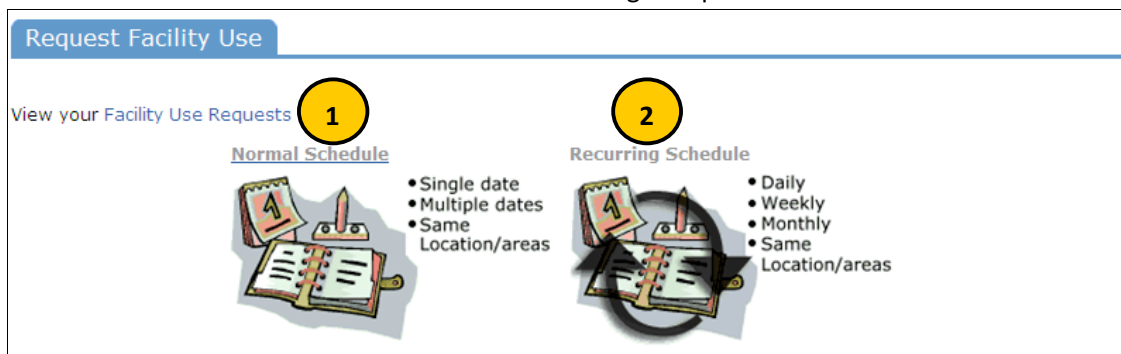 Request Facility Use
View your Facility Use Requests
1
2
Normal Schedule
• Single date
• Multiple dates
• Same
Location/areas
Recurring Schedule
• Daily
• Weekly
• Monthly
• Same
Location/areas